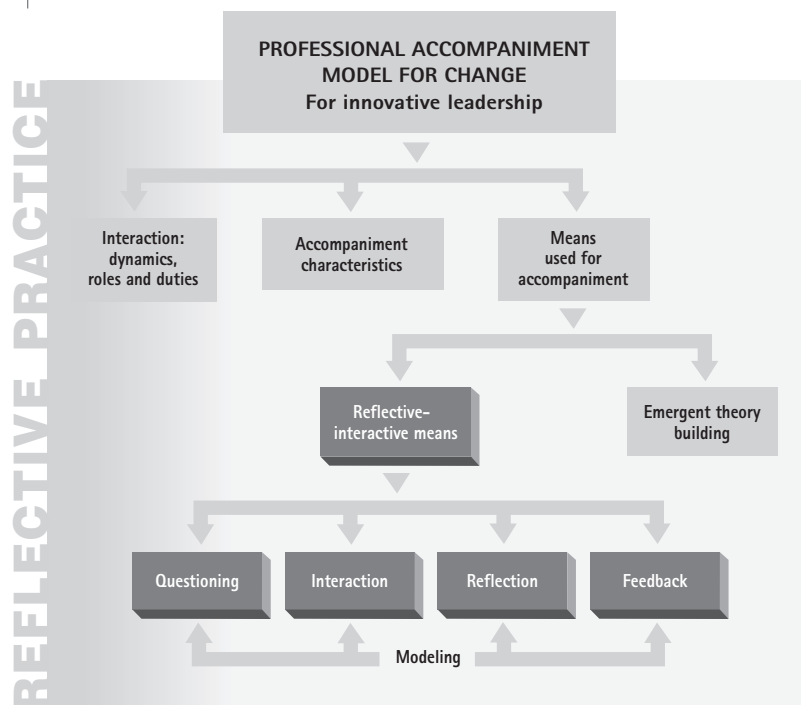 PROFESSIONAL ACCOMPANIMENT
MODEL FOR CHANGE
For innovative leadership
REFLECTIVE PRACTICE
Interaction:
dynamics,
roles and duties
Accompaniment
characteristics
Means
used for
accompaniment
Reflective-
interactive means
Emergent theory
building
Questioning
Interaction
Reflection
Feedback
Modeling